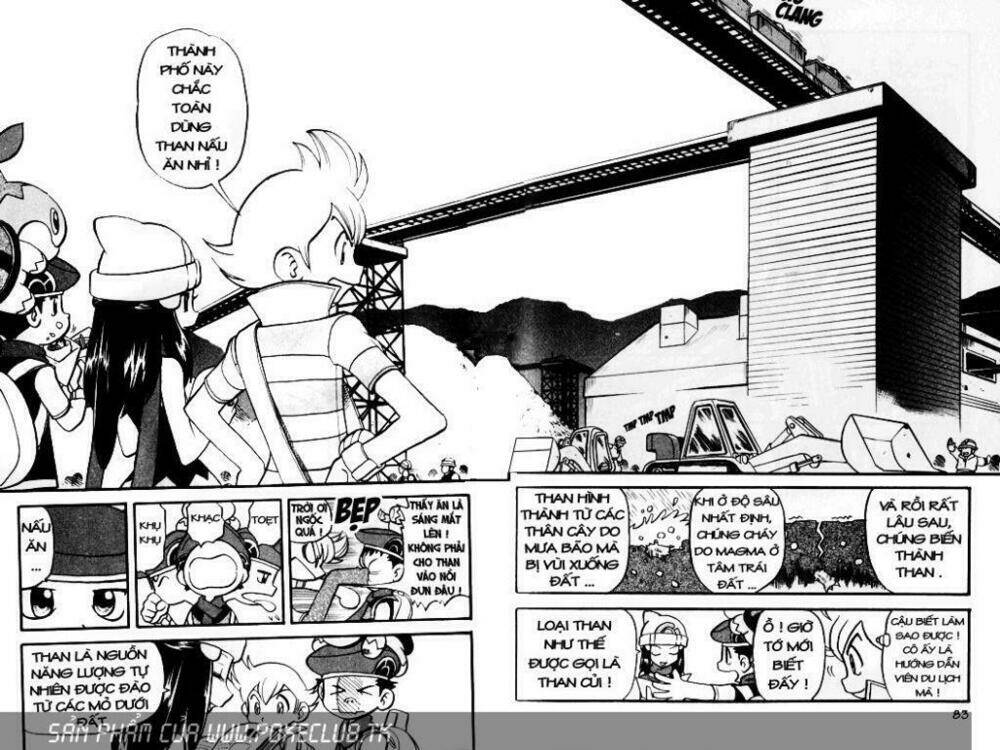 CLANG
THÀNH
PHỐ NÀY
CHẮC
TOÀN
DÙNG
THAN NẤU
ĂN NHỈ !
TMP TMP TMP
NẤU
ĂN
...
KHỤ
KHỤ
KHẠC
TOẸT
TRỜI ƠI
NGỐC
QUÁ !
BẸP
THẤY ĂN LÀ
SÁNG MẮT
LÊN !
KHÔNG PHẢI
CHO THAN
VÀO NỒI
ĐUN ĐÂU !
THAN LÀ NGUỒN
NĂNG LƯỢNG TỰ
NHIÊN ĐƯỢC ĐÀO
TỪ CÁC MỎ DƯỚI
ĐẤT
THAN HÌNH
THÀNH TỪ CÁC
THÂN CÂY DO
MƯA BÃO MÀ
BỊ VÙI XUỐNG
ĐẤT ...
KHI Ở ĐỘ SÂU
NHẤT ĐỊNH,
CHÚNG CHÁY
DO MAGMA Ở
TÂM TRÁI
ĐẤT ...
VÀ RỒI RẤT
LÂU SAU,
CHÚNG BIẾN
THÀNH
THAN .
LOẠI THAN
NHƯ THẾ
ĐƯỢC GỌI LÀ
THAN CỦI !
Ồ ! GIỜ
TỚ MỚI
BIẾT
ĐẤY !
CẬU BIẾT LÀM
SAO ĐƯỢC !
CÔ ẤY LÀ
HƯỚNG DẪN
VIÊN DU LỊCH
MÀ !
83
SẢN PHẨM CỦA WWW.POKECLUB.TK